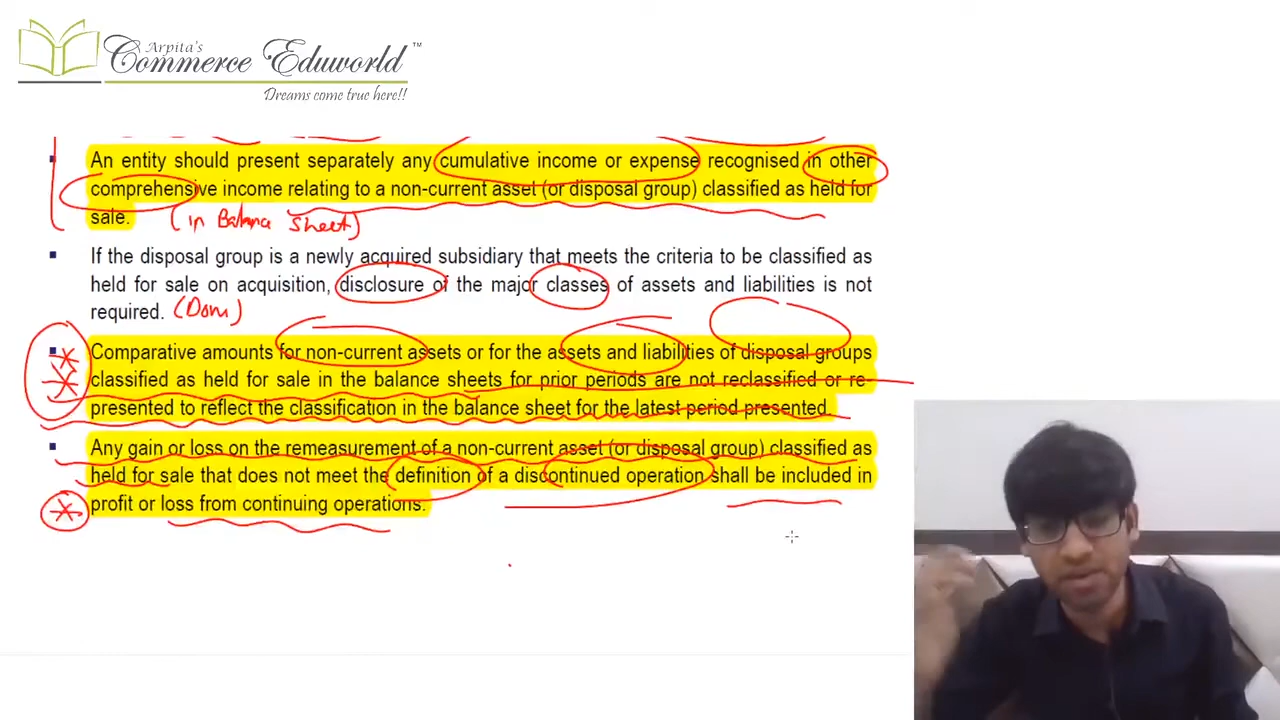 Arpita's
Commerce Eduworld ™
Dreams come true here!!
▪ An entity should present separately any cumulative income or expense recognised in other
comprehensive income relating to a non-current asset (or disposal group) classified as held for
sale. (in Balance Sheet)
▪ If the disposal group is a newly acquired subsidiary that meets the criteria to be classified as
held for sale on acquisition, disclosure of the major classes of assets and liabilities is not
required.
▪ Comparative amounts for non-current assets or for the assets and liabilities of disposal groups
classified as held for sale in the balance sheets for prior periods are not reclassified or re-
presented to reflect the classification in the balance sheet for the latest period presented.
▪ Any gain or loss on the remeasurement of a non-current asset (or disposal group) classified as
held for sale that does not meet the definition of a discontinued operation shall be included in
profit or loss from continuing operations.